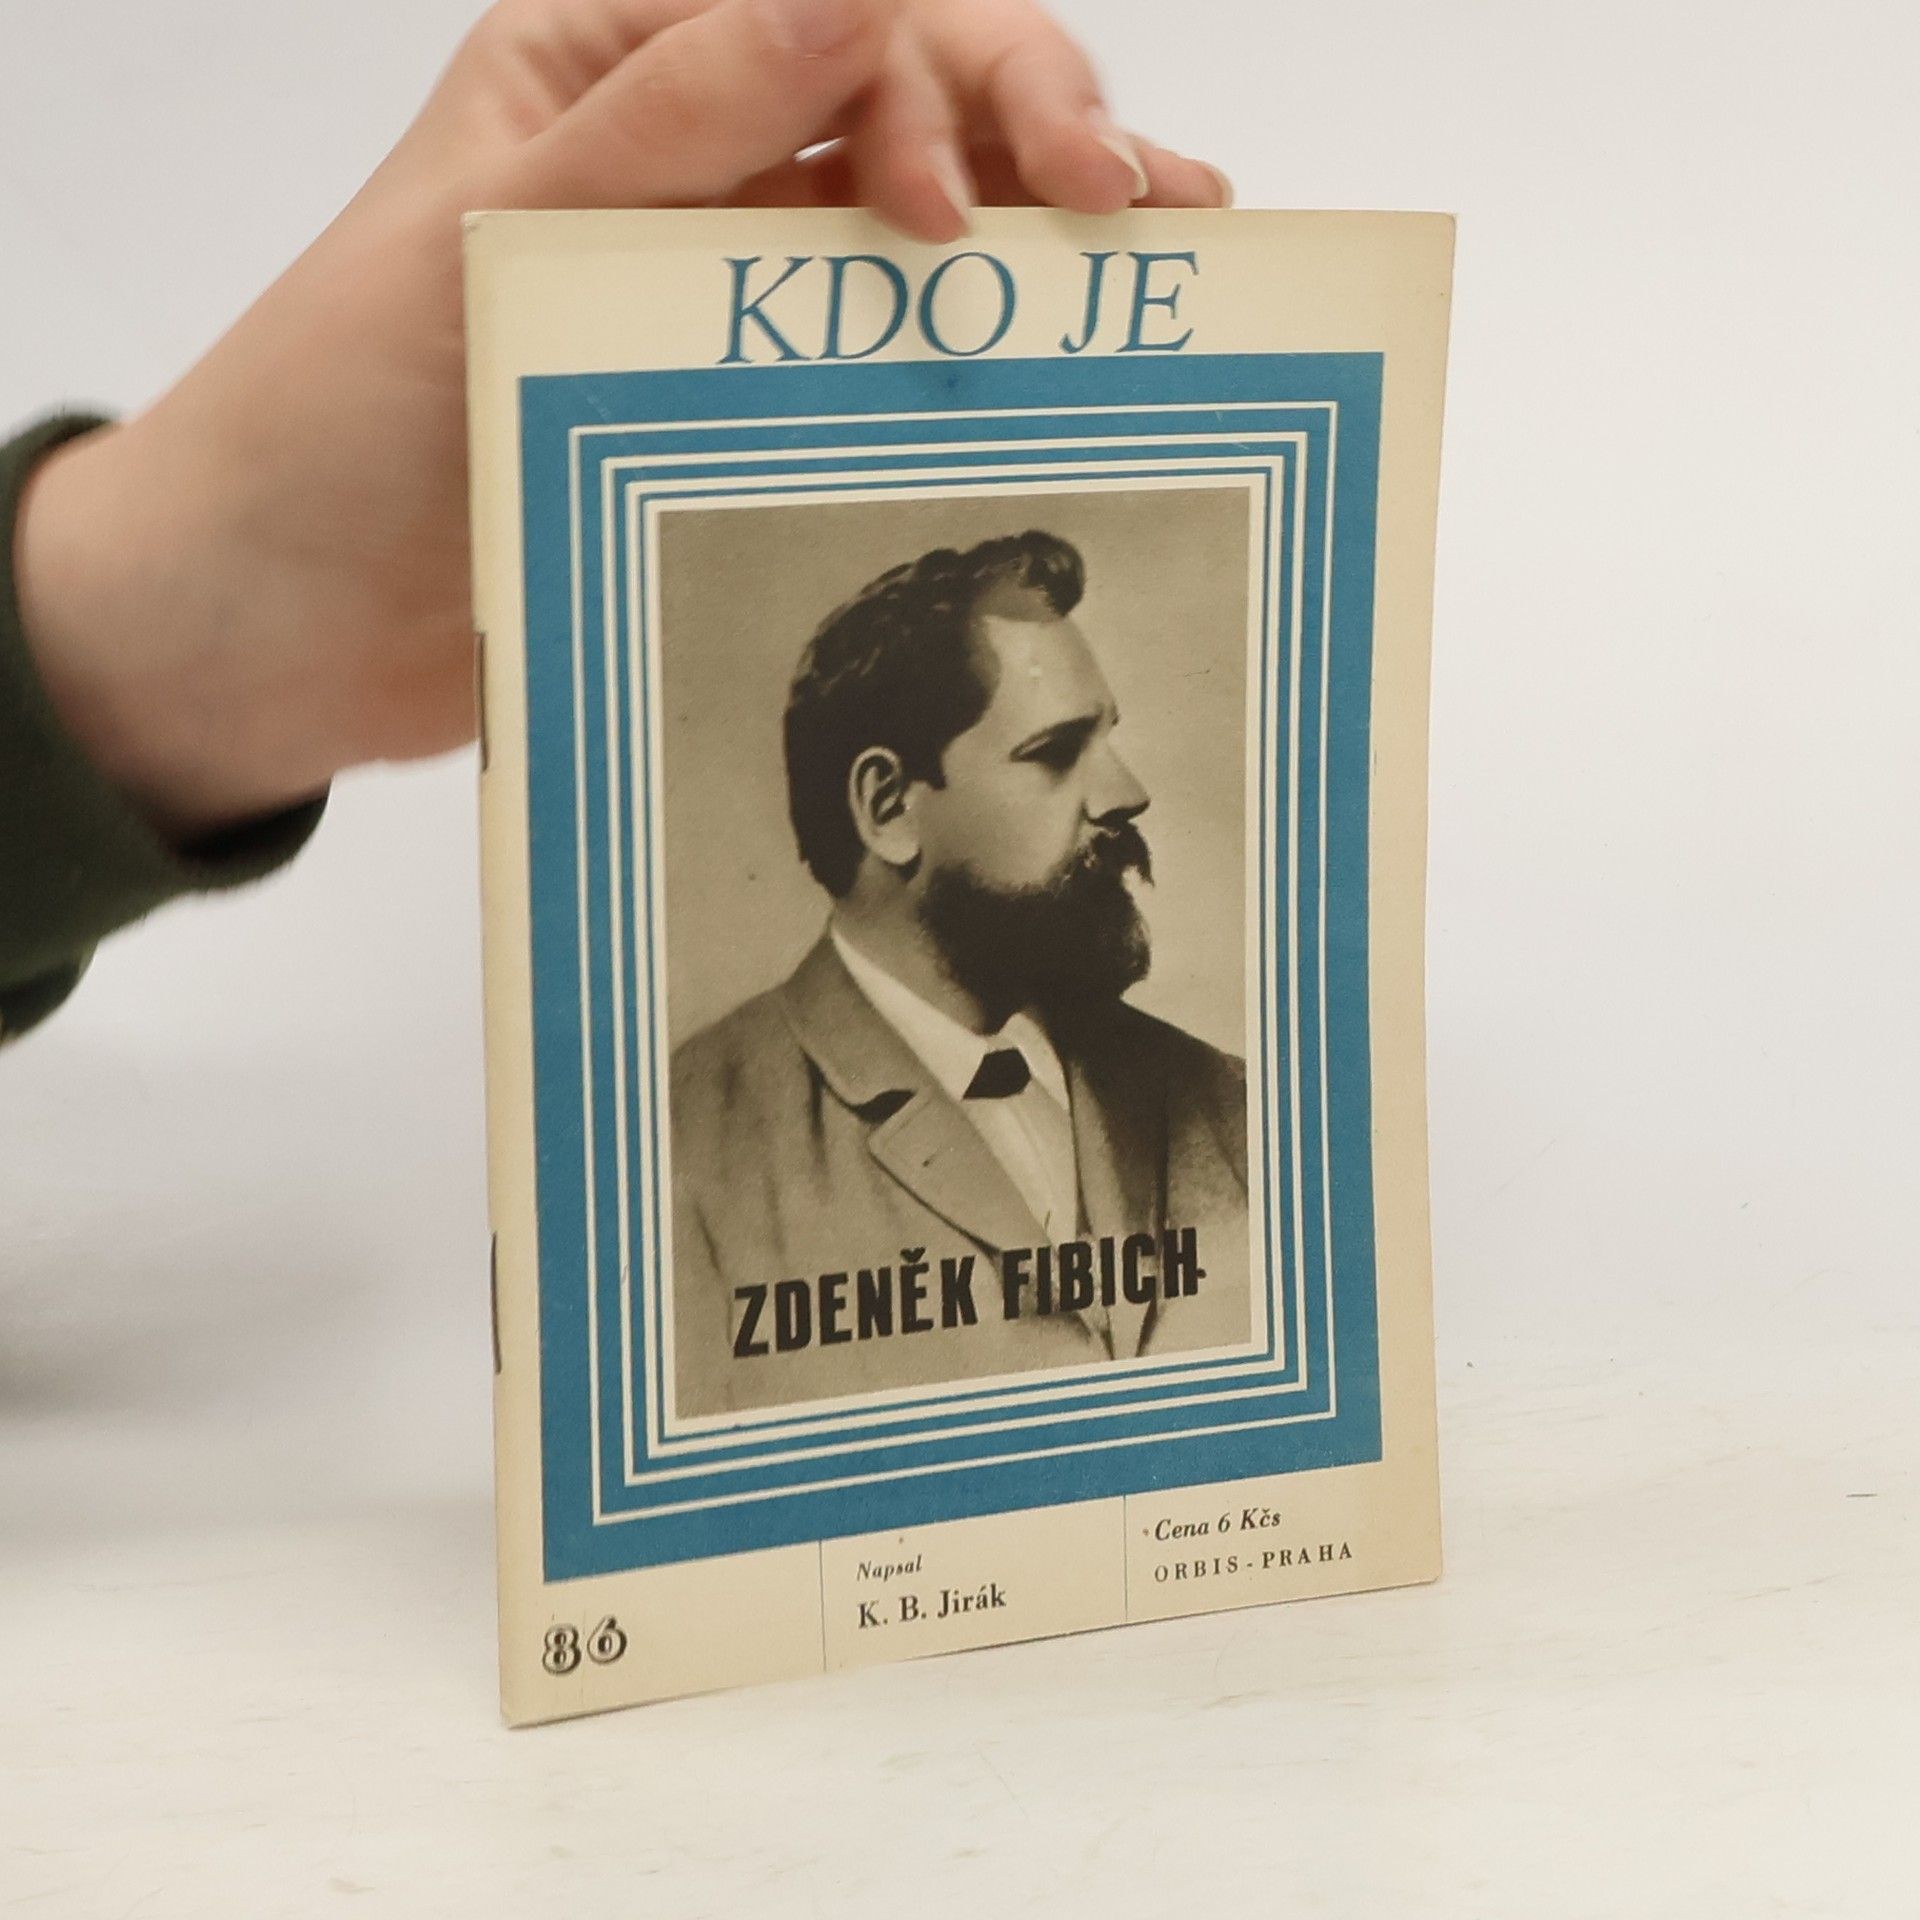 KDO JE
ZDENĚK FIBICH
86
Napsal
K. B. Jirák
Cena 6 Kčs
ORBIS - PRAHA